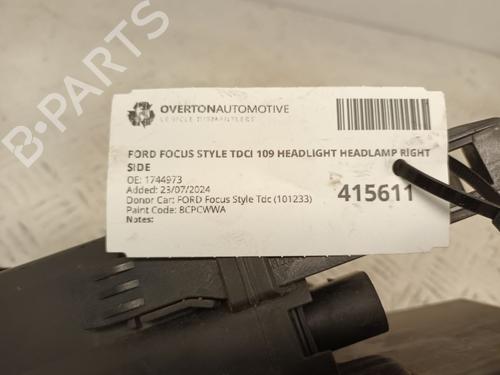 B-PARTS
OVERTONAUTOMOTIVE
VEHICLE DISMANTLERS
FORD FOCUS STYLE TDCI 109 HEADLIGHT HEADLAMP RIGHT
SIDE
OE: 1744973
Added: 23/07/2024
Donor Car: FORD Focus Style Tdc (101233)
Paint Code: 8CPCWWA
Notes:
415611